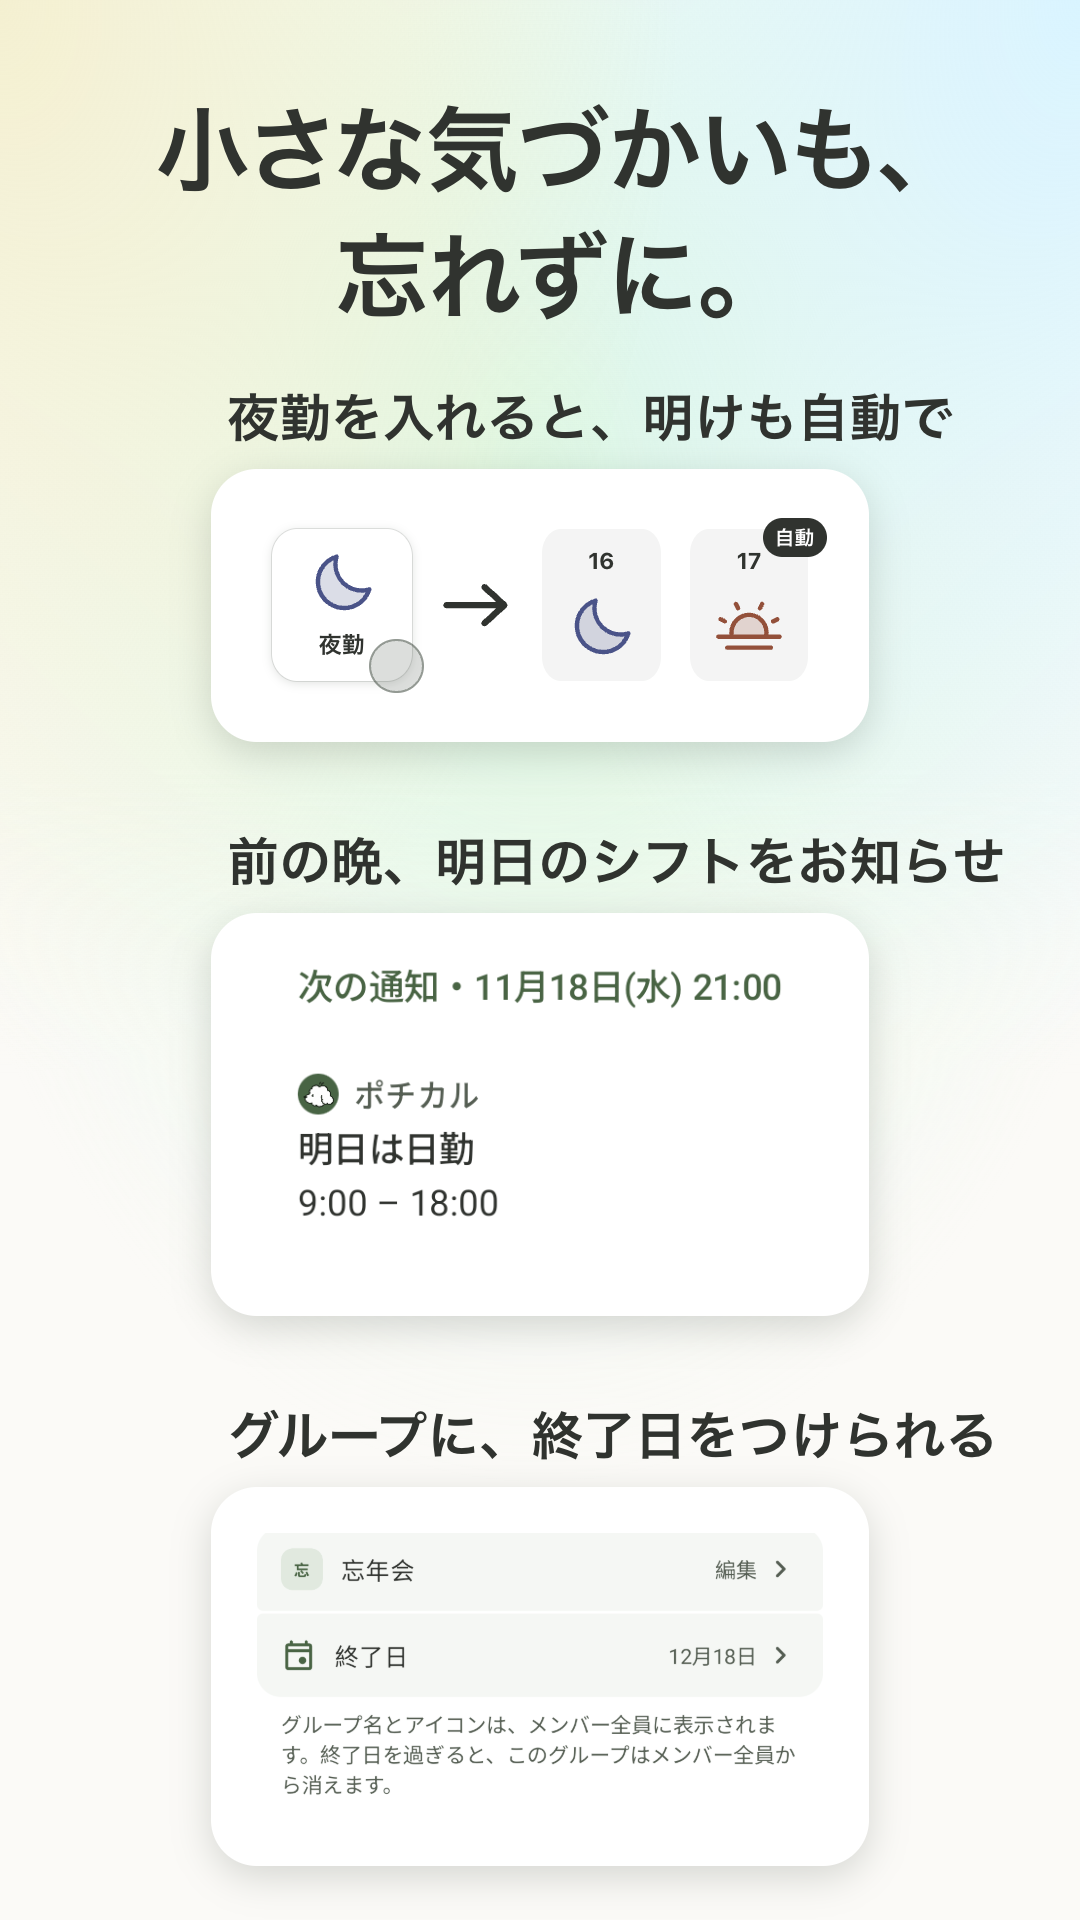 小さな気づかいも、
忘れずに。
夜勤を入れると、明けも自動で
夜勤
16
17
自動
前の晩、明日のシフトをお知らせ
次の通知・11月18日(水) 21:00
ポチカル
明日は日勤
9:00 – 18:00
グループに、終了日をつけられる
忘 忘年会 編集
終了日 12月18日
グループ名とアイコンは、メンバー全員に表示されま
す。終了日を過ぎると、このグループはメンバー全員か
ら消えます。